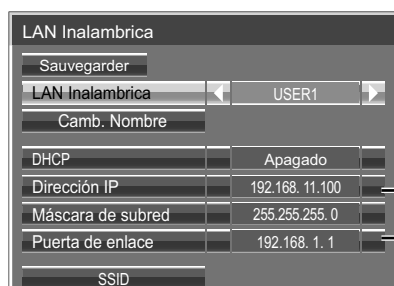 LAN Inalambrica
Sauvegarder
LAN Inalambrica USER1
Camb. Nombre
DHCP Apagado
Dirección IP 192.168. 11.100
Máscara de subred 255.255.255. 0
Puerta de enlace 192.168. 1. 1
SSID